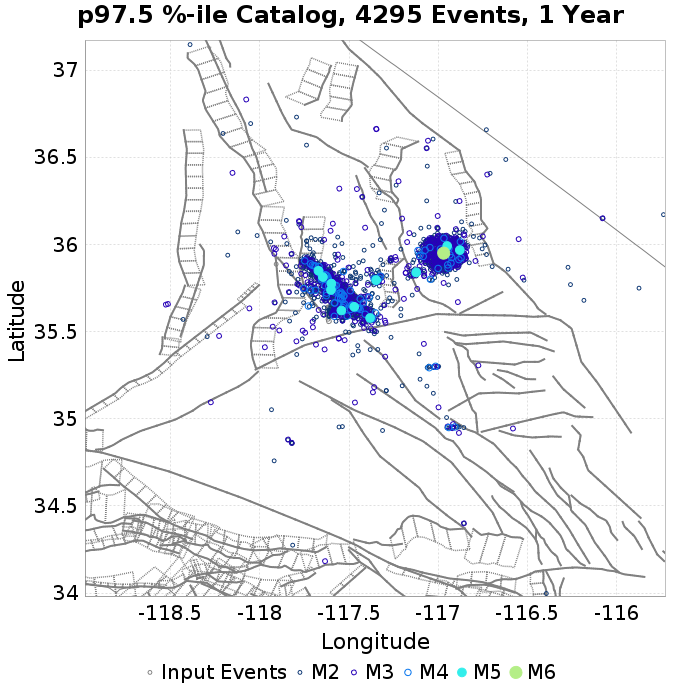 p97.5 %-ile Catalog, 4295 Events, 1 Year
37
36.5
36
35.5
35
34.5
34
Latitude
-118.5 -118 -117.5 -117 -116.5 -116
Longitude
Input Events M2 M3 M4 M5 M6